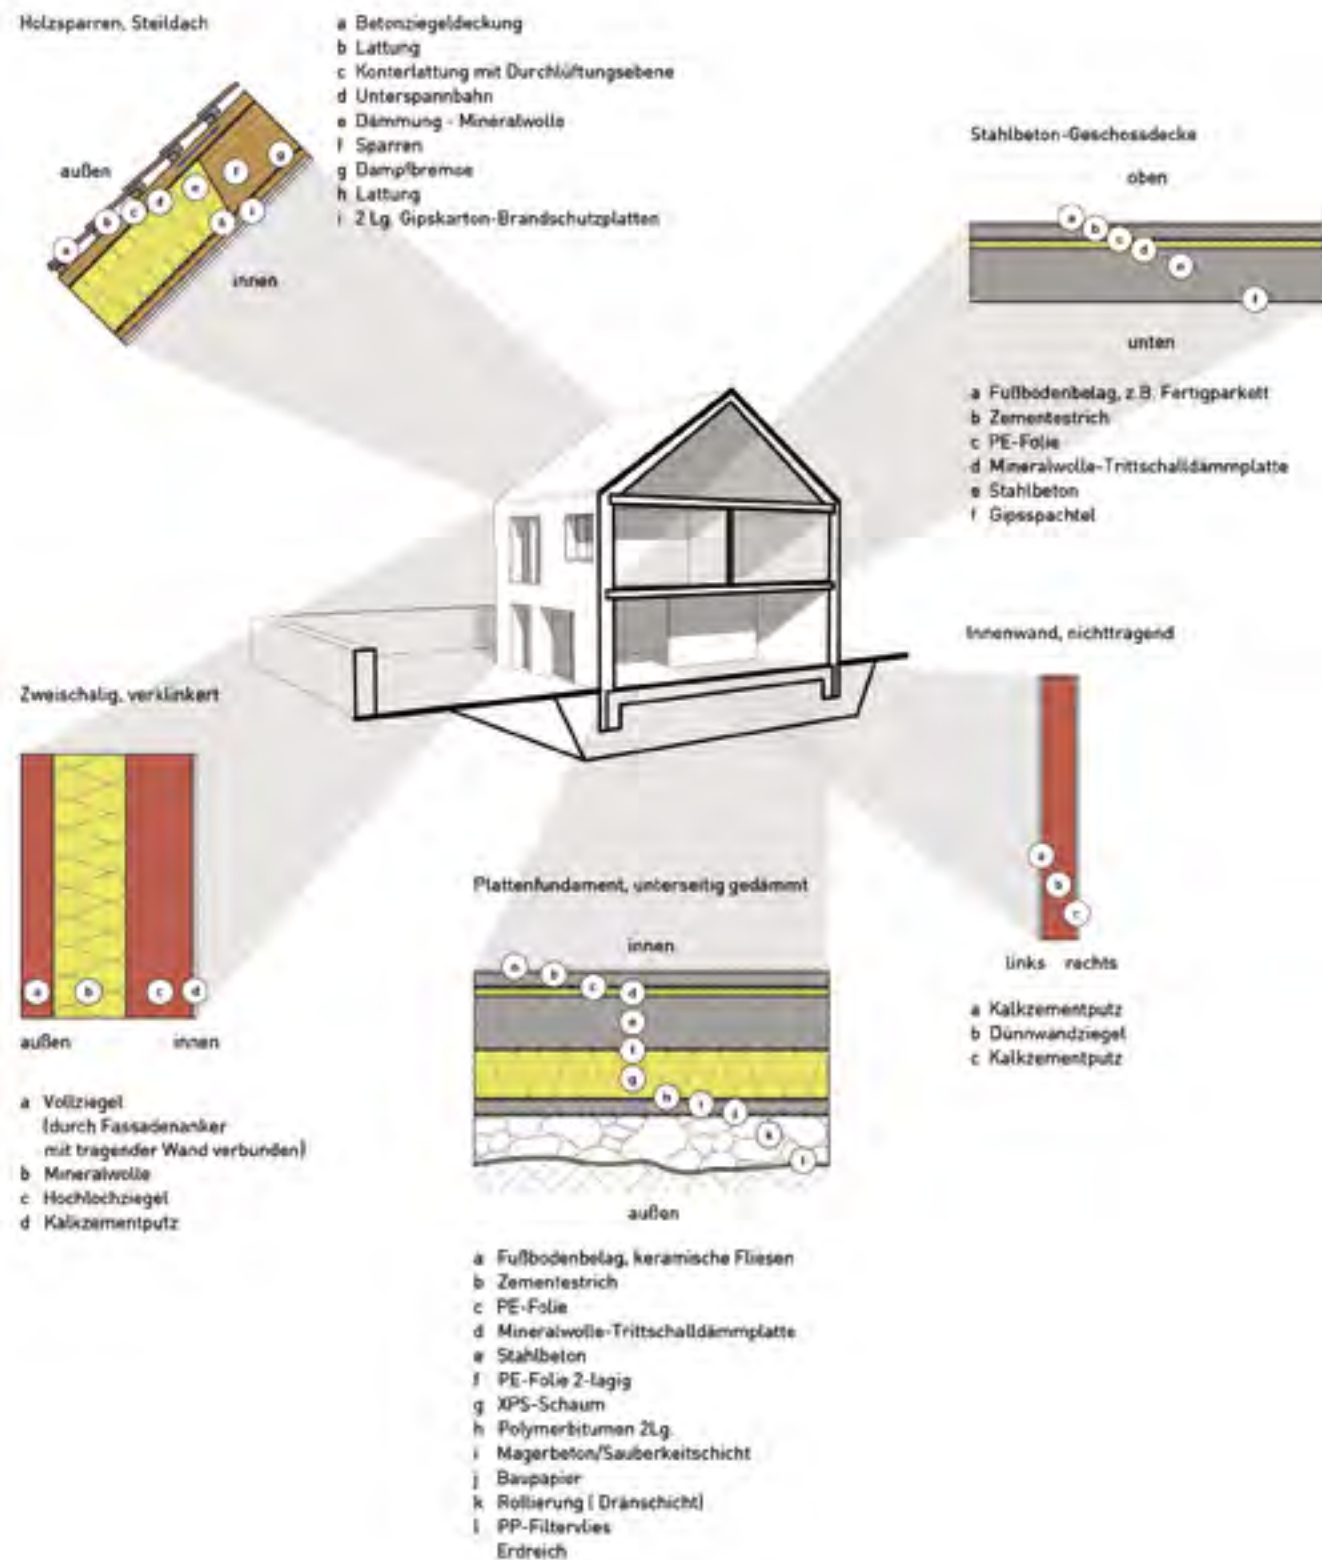 Holzsparren, Steildach
a Betonziegeldeckung
b Lattung
c Konterlattung mit Durchlüftungsebene
d Unterspannbahn
e Dämmung - Mineralwolle
f Sparren
g Dampfbremse
h Lattung
i 2 Lg. Gipskarton-Brandschutzplatten
außen
a
b
c
d
e
f
g
h
i
innen
Stahlbeton-Geschossdecke
oben
a
b
c
d
e
f
unten
a Fußbodenbelag, z.B. Fertigparkett
b Zementestrich
c PE-Folie
d Mineralwolle-Trittschalldämmplatte
e Stahlbeton
f Gipsspachtel
Zweischalig, verklinkert
a
b
c
d
außen innen
a Vollziegel
(durch Fassadenanker
mit tragender Wand verbunden)
b Mineralwolle
c Hochlochziegel
d Kalkzementputz
Innenwand, nichttragend
a
b
c
links rechts
a Kalkzementputz
b Dünnwandziegel
c Kalkzementputz
Plattenfundament, unterseitig gedämmt
innen
a
b
c
d
e
f
g
h
i
j
k
l
außen
a Fußbodenbelag, keramische Fliesen
b Zementestrich
c PE-Folie
d Mineralwolle-Trittschalldämmplatte
e Stahlbeton
f PE-Folie 2-lagig
g XPS-Schaum
h Polymerbitumen 2Lg.
i Magerbeton/Sauberkeitschicht
j Baupapier
k Rollierung ( Dränschicht)
l PP-Filtervlies
Erdreich